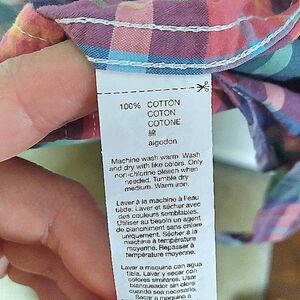 100% COTTON
COTON
COTONE
綿
algodon
Machine wash warm. Wash
and dry with like colors. Only
non-chlorine bleach when
needed. Tumble dry
medium. Warm iron.
Laver à la machine à l'eau
tiède. Laver et sécher avec
des couleurs semblables.
Utiliser au besoin un agent
de blanchiment sans chlore
uniquement. Sécher à la
machine à température
moyenne. Repasser à
température moyenne.
Lavar a maquina con agua
tibia. Lavar y secar con
colores similares. Usar
blanqueador sin cloro
cuando sea necesario.